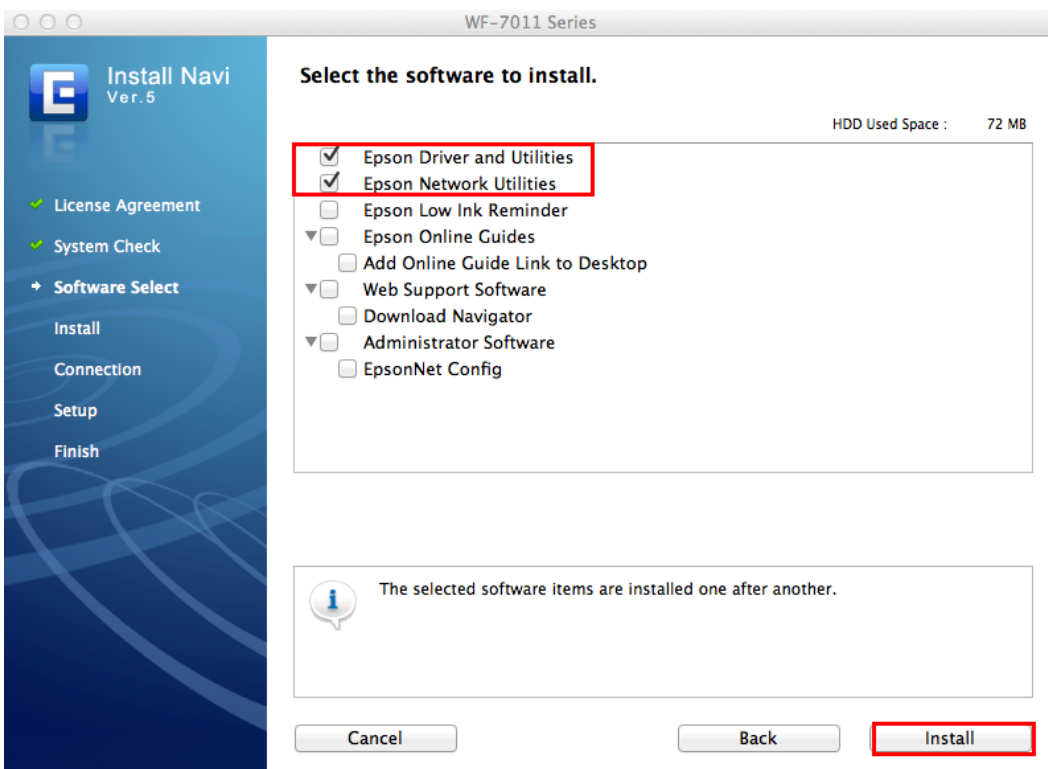 WF-7011 Series
Install Navi
Ver.5
License Agreement
System Check
Software Select
Install
Connection
Setup
Finish
Select the software to install.
HDD Used Space : 72 MB
Epson Driver and Utilities
Epson Network Utilities
Epson Low Ink Reminder
Epson Online Guides
Add Online Guide Link to Desktop
Web Support Software
Download Navigator
Administrator Software
EpsonNet Config
The selected software items are installed one after another.
Cancel
Back
Install